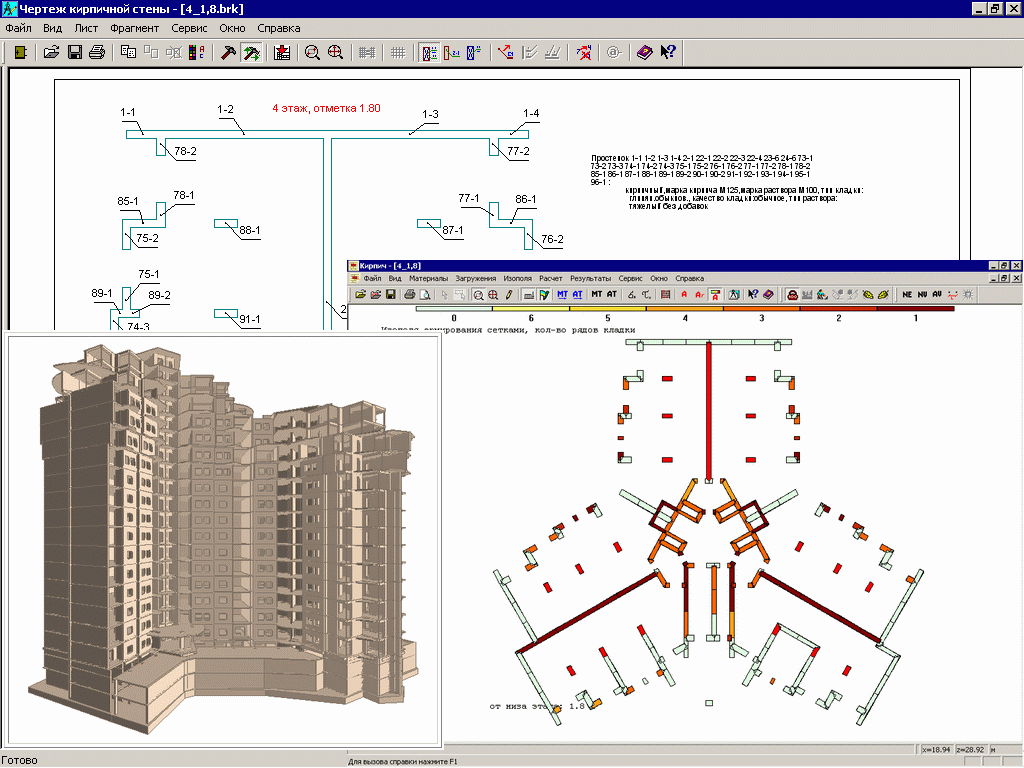 Чертеж кирпичной стены - [4_1,8.brk]
Файл Вид Лист Фрагмент Сервис Окно Справка
1-1 1-2 4 этаж, отметка 1.80 1-3 1-4
78-2 77-2
Простенок 1-1 1-2 1-3 1-4 2-1 22-1 22-2 22-3 22-4 23-6 24-6 73-1
73-2 73-3 74-1 74-2 74-3 75-1 75-2 76-1 76-2 77-1 77-2 78-1 78-2
85-1 86-1 87-1 88-1 89-1 89-2 90-1 90-2 91-1 92-1 93-1 94-1 95-1
96-1 :
кирпичный, марка кирпича М125, марка раствора М100, тип кладки:
глинян.обыкнов., качество кладки:обычное, тип раствора:
тяжелый без добавок
85-1 78-1 77-1 86-1
75-2 88-1 87-1 76-2
75-1
89-1 89-2
74-3 91-1 2
Кирпич - [4_1,8]
Файл Вид Материалы Загружения Изополя Расчет Результаты Сервис Окно Справка
MT AT MT AT NE NU AV
0 6 5 4 3 2 1
Изополя армирования сетками, кол-во рядов кладки
от низа этажа: 1.8
x=18.94 z=28.92 м
Для вызова справки нажмите F1
Готово